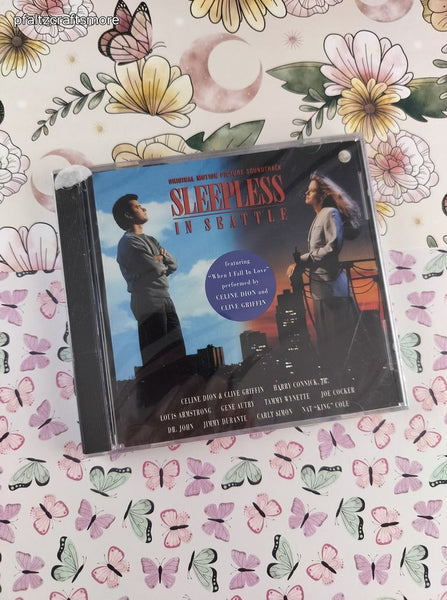 pfaltzcraftsmore
ORIGINAL MOTION PICTURE SOUNDTRACK
SLEEPLESS
IN SEATTLE
featuring
"When I Fall In Love"
performed by
CELINE DION and
CLIVE GRIFFIN
CELINE DION & CLIVE GRIFFIN HARRY CONNICK, JR.
LOUIS ARMSTRONG GENE AUTRY TAMMY WYNETTE JOE COCKER
DR. JOHN JIMMY DURANTE CARLY SIMON NAT "KING" COLE